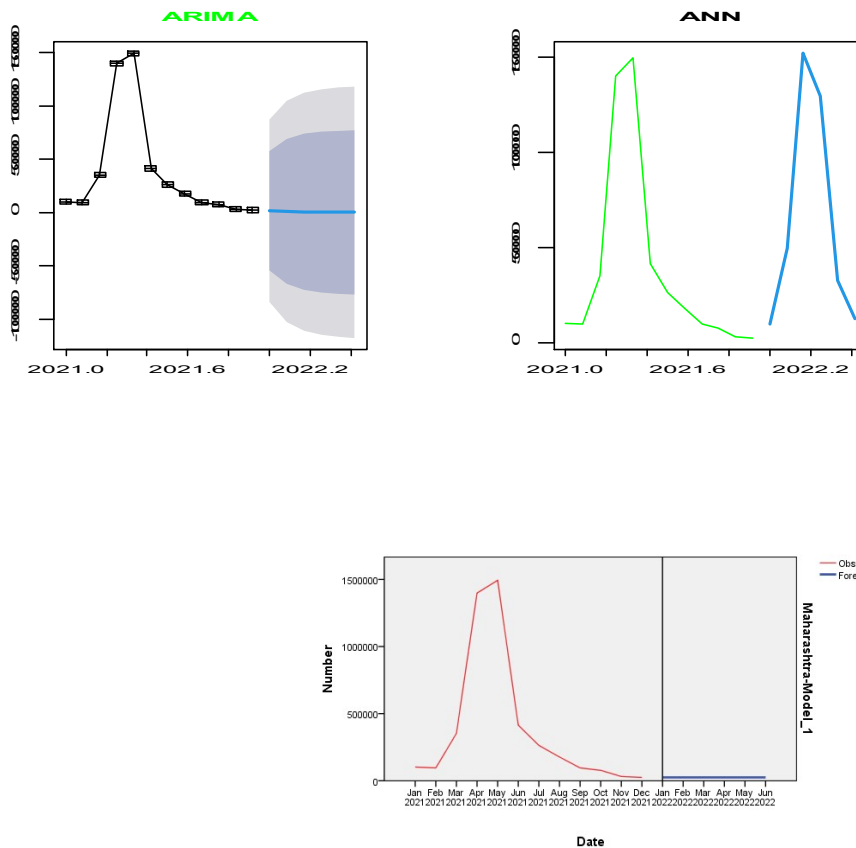 ARIMA
0
2021.0 2021.6 2022.2
ANN
0
2021.0 2021.6 2022.2
Number
1500000
1000000
500000
0
Jan Feb Mar Apr May Jun Jul Aug Sep Oct Nov Dec Jan Feb Mar Apr May Jun
2021 2021 2021 2021 2021 2021 2021 2021 2021 2021 2021 2021 2022 2022 2022 2022 2022 2022
Date
Maharashtra-Model_1
Obs
Fore